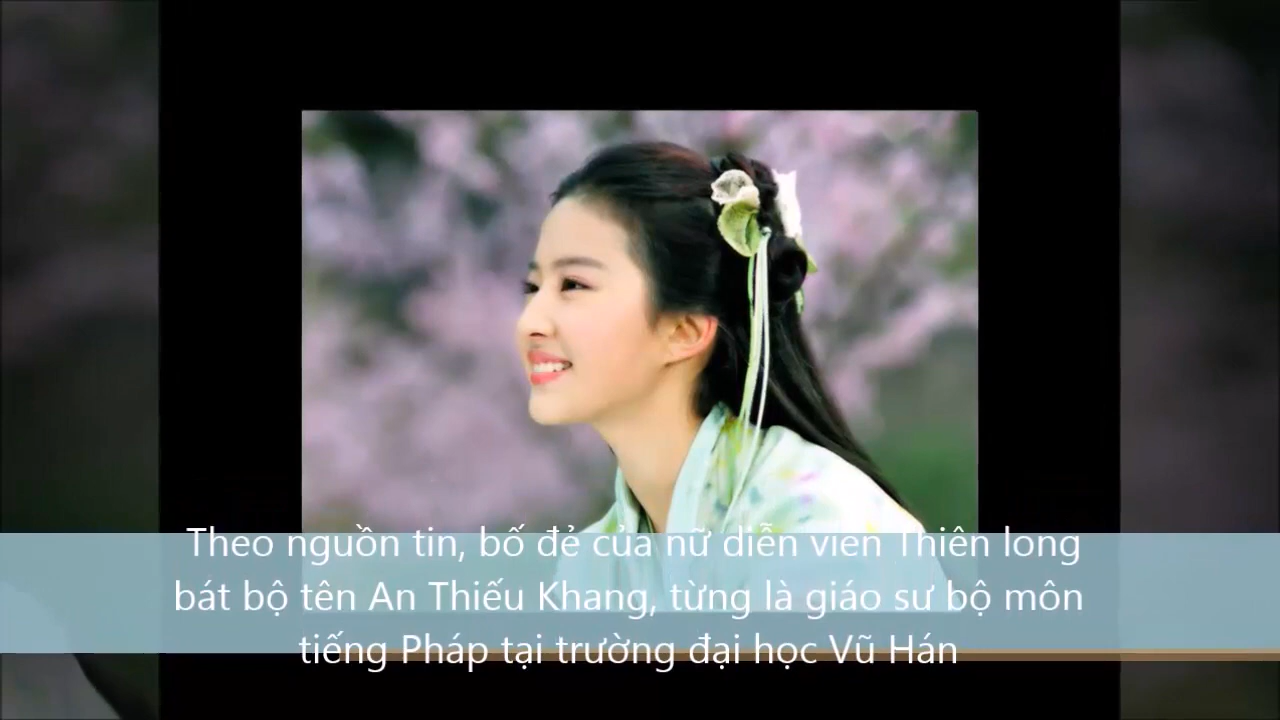 Theo nguồn tin, bố đẻ của nữ diễn viên Thiên long
bát bộ tên An Thiếu Khang, từng là giáo sư bộ môn
tiếng Pháp tại trường đại học Vũ Hán